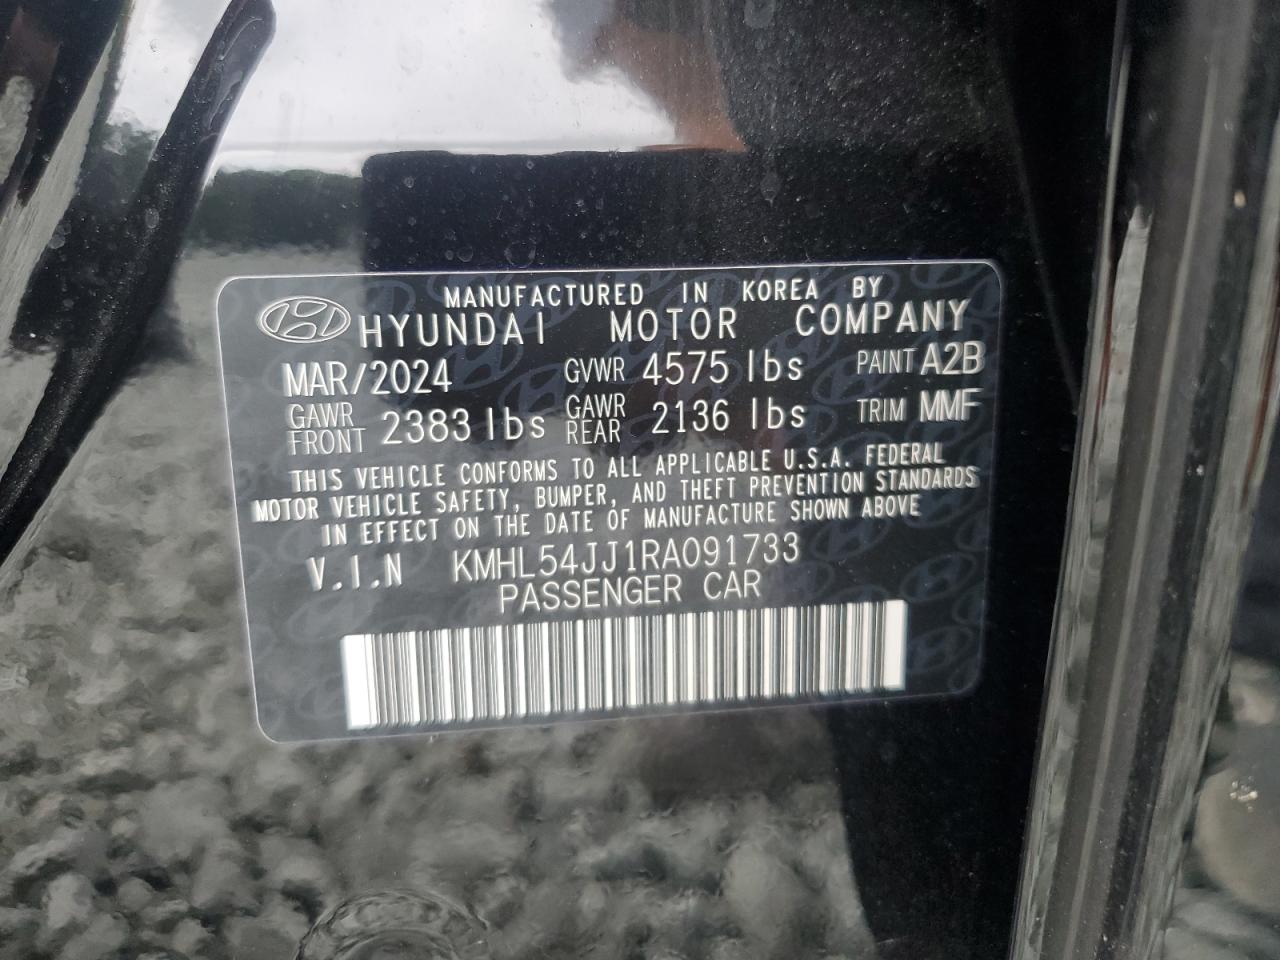 MANUFACTURED IN KOREA BY
HYUNDAI MOTOR COMPANY
MAR/2024 GVWR 4575 lbs PAINT A2B
GAWR FRONT 2383 lbs GAWR REAR 2136 lbs TRIM MMF
THIS VEHICLE CONFORMS TO ALL APPLICABLE U.S.A. FEDERAL
MOTOR VEHICLE SAFETY, BUMPER, AND THEFT PREVENTION STANDARDS
IN EFFECT ON THE DATE OF MANUFACTURE SHOWN ABOVE
V.I.N KMHL54JJ1RA091733
PASSENGER CAR